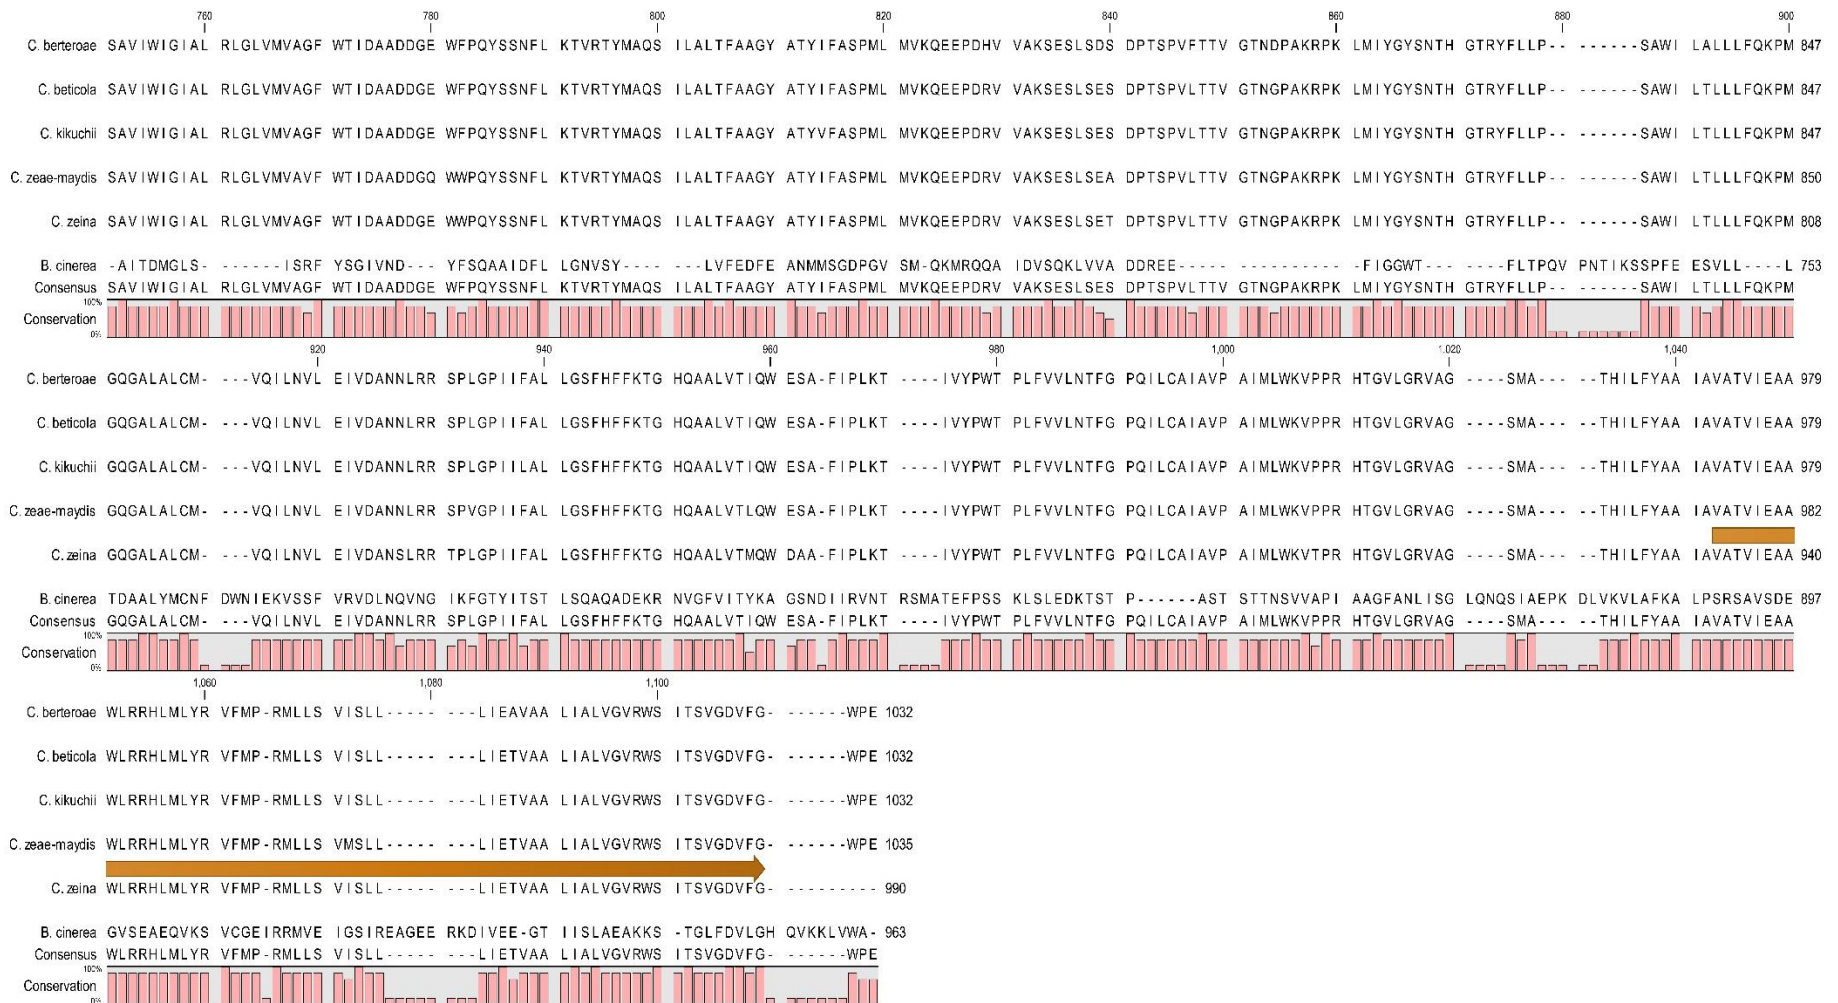 760 780 800 820 840 860 880 900
C. berteroae SAVIWIGIAL RLGLVMVAGF WTIDAADDGE WFPQYSSNFL KTVRTYMAQS ILALTFAAGY ATYIFASPML MVKQEEPDHV VAKSESLSDS DPTSPVFTTV GTNDPAKRPK LMIYGYSNTH GTRYFLLP-- -------SAWI LALLLFQKPM 847
C. beticola SAVIWIGIAL RLGLVMVAGF WTIDAADDGE WFPQYSSNFL KTVRTYMAQS ILALTFAAGY ATYIFASPML MVKQEEPDRV VAKSESLSDS DPTSPVLTTV GTNGPAKRPK LMIYGYSNTH GTRYFLLP-- -------SAWI LTLLLFQKPM 847
C. kikuchii SAVIWIGIAL RLGLVMVAGF WTIDAADDGE WFPQYSSNFL KTVRTYMAQS ILALTFAAGY ATYVFASPML MVKQEEPDRV VAKSESLSES DPTSPVLTTV GTNGPAKRPK LMIYGYSNTH GTRYFLLP-- -------SAWI LTLLLFQKPM 847
C. zeae-maydis SAVIWIGIAL RLGLVMVAVF WTIDAADDGQ WWPQYSSNFL KTVRTYMAQS ILALTFAAGY ATYIFASPML MVKQEEPDRV VAKSESLSEA DPTSPVLTTV GTNGPAKRPK LMIYGYSNTH GTRYFLLP-- -------SAWI LTLLLFQKPM 850
C. zeina SAVIWIGIAL RLGLVMVAGF WTIDAADDGE WWPQYSSNFL KTVRTYMAQS ILALTFAAGY ATYIFASPML MVKQEEPDRV VAKSESLSET DPTSPVLTTV GTNGPAKRPK LMIYGYSNTH GTRYFLLP-- -------SAWI LTLLLFQKPM 808
B. cinerea -AITDMGLS- ------ISRF YSGIVND--- YFSQAAIDFL LGNVSY---- ---LVFEDFE ANMMSGDPGV SM-QKMRQQA IDVSQKLVVA DDREE----- ---------- -FIGGWT--- ----FLTPQV PNTIKSSPFE ESVLL----L 753
Consensus SAVIWIGIAL RLGLVMVAGF WTIDAADDGE WFPQYSSNFL KTVRTYMAQS ILALTFAAGY ATYIFASPML MVKQEEPDRV VAKSESLSES DPTSPVLTTV GTNGPAKRPK LMIYGYSNTH GTRYFLLP-- -------SAWI LTLLLFQKPM
100%
Conservation
0%
920 940 960 980 1,000 1,020 1,040
C. berteroae GQGALALCM- ---VQILNVL EIVDANNLRR SPLGPIIFAL LGSFHFFKTG HQAALVTIQW ESA-FIPLKT ----IVYPWT PLFVVLNTFG PQILCAIAVP AIMLWKVPPR HTGVLGRVAG ----SMA--- --THILFYAA IAVATVIEAA 979
C. beticola GQGALALCM- ---VQILNVL EIVDANNLRR SPLGPIIFAL LGSFHFFKTG HQAALVTIQW ESA-FIPLKT ----IVYPWT PLFVVLNTFG PQILCAIAVP AIMLWKVPPR HTGVLGRVAG ----SMA--- --THILFYAA IAVATVIEAA 979
C. kikuchii GQGALALCM- ---VQILNVL EIVDANNLRR SPLGPIILAL LGSFHFFKTG HQAALVTIQW ESA-FIPLKT ----IVYPWT PLFVVLNTFG PQILCAIAVP AIMLWKVPPR HTGVLGRVAG ----SMA--- --THILFYAA IAVATVIEAA 979
C. zeae-maydis GQGALALCM- ---VQILNVL EIVDANNLRR SPVGPIIFAL LGSFHFFKTG HQAALVTLQW ESA-FIPLKT ----IVYPWT PLFVVLNTFG PQILCAIAVP AIMLWKVPPR HTGVLGRVAG ----SMA--- --THILFYAA IAVATVIEAA 982
C. zeina GQGALALCM- ---VQILNVL EIVDANSLRR TPLGPIIFAL LGSFHFFKTG HQAALVTMQW DAA-FIPLKT ----IVYPWT PLFVVLNTFG PQILCAIAVP AIMLWKVTPR HTGVLGRVAG ----SMA--- --THILFYAA IAVATVIEAA 940
B. cinerea TDAALYMCNF DWNIEKVSSF VRVDLNQVNG IKFGTYITST LSQAQADEKR NVGFVITYKA GSNDIIRVNT RSMATEFPSS KLSLEDKTST P------AST STTNSVVAPI AAGFANLISG LQNQSIAEPK DLVKVLAFKA LPSRSAVSDE 897
Consensus GQGALALCM- ---VQILNVL EIVDANNLRR SPLGPIIFAL LGSFHFFKTG HQAALVTIQW ESA-FIPLKT ----IVYPWT PLFVVLNTFG PQILCAIAVP AIMLWKVPPR HTGVLGRVAG ----SMA--- --THILFYAA IAVATVIEAA
100%
Conservation
0%
1,060 1,080 1,100
C. berteroae WLRRHLMLYR VFMP-RMLLS VISLL----- ---LIEAVAA LIALVGVRWS ITSVGDVFG- ------WPE 1032
C. beticola WLRRHLMLYR VFMP-RMLLS VISLL----- ---LIETVAA LIALVGVRWS ITSVGDVFG- ------WPE 1032
C. kikuchii WLRRHLMLYR VFMP-RMLLS VISLL----- ---LIETVAA LIALVGVRWS ITSVGDVFG- ------WPE 1032
C. zeae-maydis WLRRHLMLYR VFMP-RMLLS VMSLL----- ---LIETVAA LIALVGVRWS ITSVGDVFG- ------WPE 1035
C. zeina WLRRHLMLYR VFMP-RMLLS VISLL----- ---LIETVAA LIALVGVRWS ITSVGDVFG- --------- 990
B. cinerea GVSEAEQVKS VCGEIRRMVE IGSIREAGEE RKDIVEE-GT IISLAEAKKS -TGLFDVLGH QVKKLVWA- 963
Consensus WLRRHLMLYR VFMP-RMLLS VISLL----- ---LIETVAA LIALVGVRWS ITSVGDVFG- ------WPE
100%
Conservation
0%